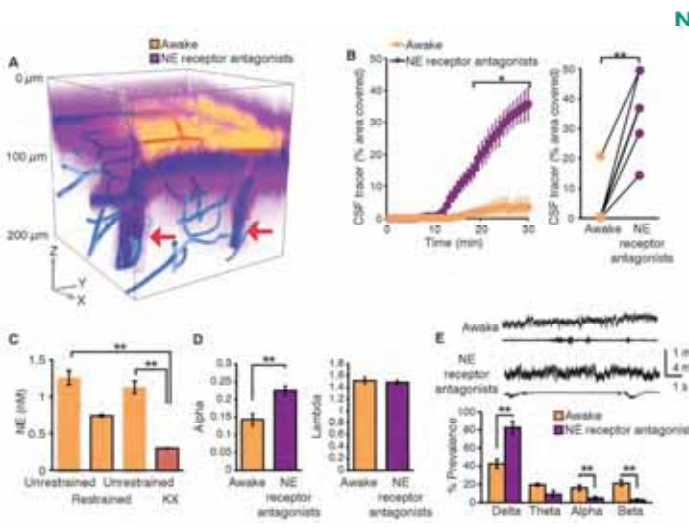 N
A
Awake
NE receptor antagonists
0 µm
100 µm
200 µm
Z
Y
X
B
Awake
NE receptor antagonists
*
**
CSF tracer (% area covered)
50
40
30
20
10
0
0 10 20 30
Time (min)
CSF tracer (% area covered)
50
40
30
20
10
0
Awake NE
receptor
antagonists
C
**
**
NE (nM)
1.5
1
0.5
0
Unrestrained Unrestrained
Restrained KX
D
**
Alpha
0.3
0.25
0.2
0.15
0.1
0.05
0
Awake NE
receptor
antagonists
Lambda
1.8
1.6
1.4
1.2
1
0.8
0.6
0.4
0.2
0
Awake NE
receptor
antagonists
E
Awake
NE
receptor
antagonists
1 m
4 m
1 s
Awake
NE receptor antagonist
% Prevalence
100
80
60
40
20
0
**
**
**
Delta Theta Alpha Beta